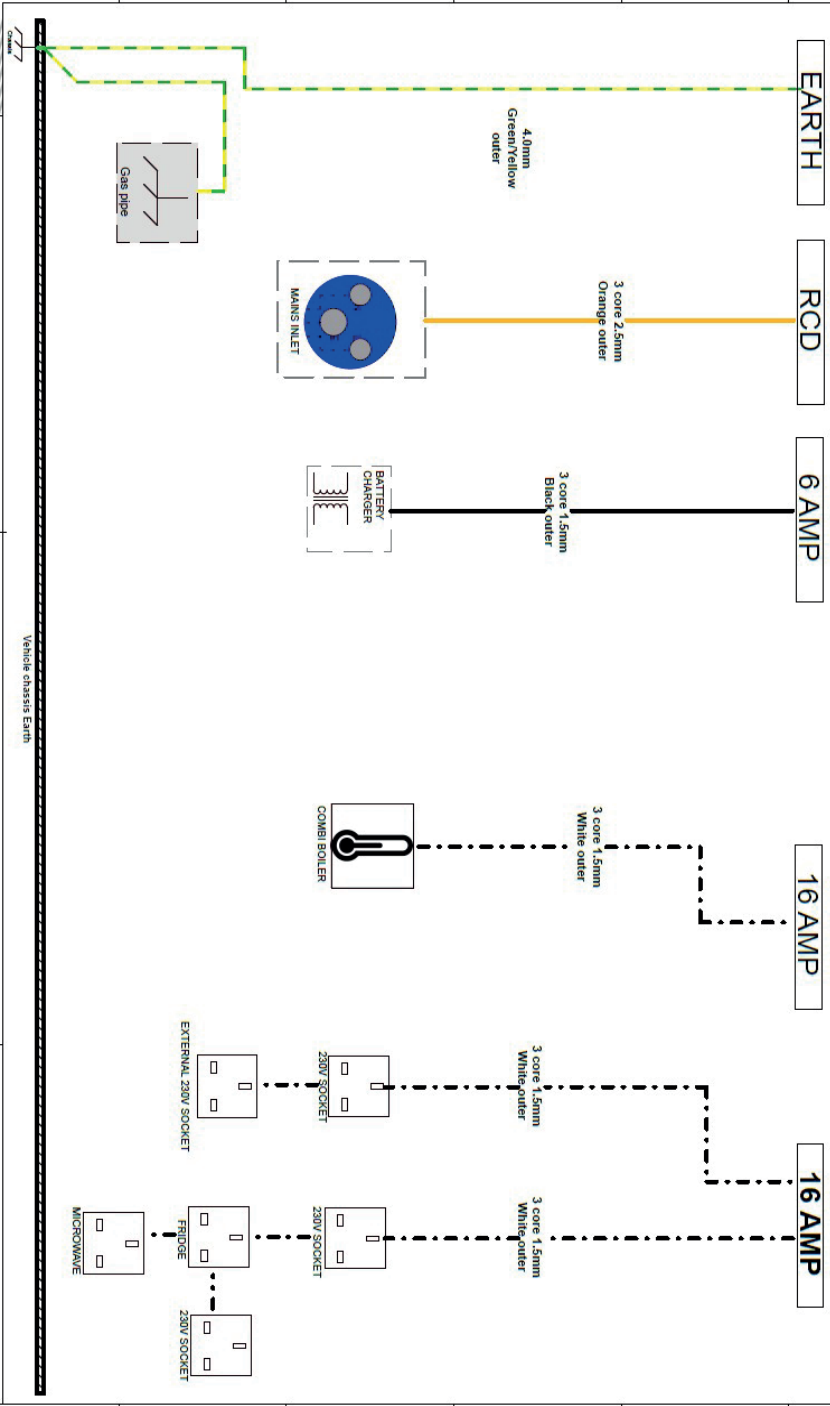 EARTH
RCD
6 AMP
16 AMP
16 AMP
4.0mm
Green/Yellow
outer
3 core 2.5mm
Orange outer
3 core 1.5mm
Black outer
3 core 1.5mm
White outer
3 core 1.5mm
White outer
3 core 1.5mm
White outer
Gas pipe
MAINS INLET
BATTERY
CHARGER
COMBI BOILER
230V SOCKET
EXTERNAL 230V SOCKET
230V SOCKET
FRIDGE
MICROWAVE
230V SOCKET
Chassis
Vehicle chassis Earth